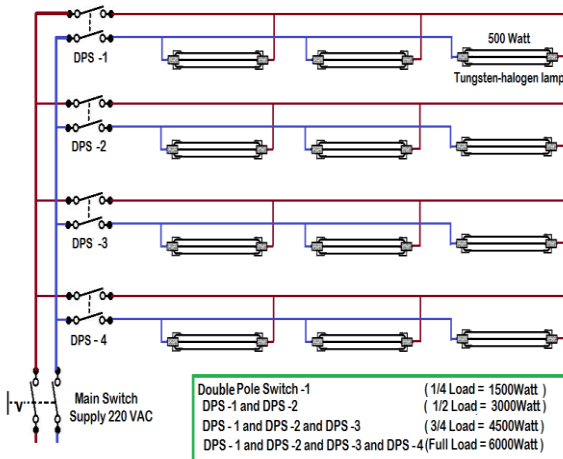 DPS -1
500 Watt
Tungsten-halogen lamp
DPS -2
DPS -3
DPS - 4
V
Main Switch
Supply 220 VAC
Double Pole Switch -1 ( 1/4 Load = 1500Watt )
DPS -1 and DPS -2 ( 1/2 Load = 3000Watt )
DPS - 1 and DPS -2 and DPS -3 ( 3/4 Load = 4500Watt )
DPS - 1 and DPS - 2 and DPS - 3 and DPS - 4 (Full Load = 6000Watt )